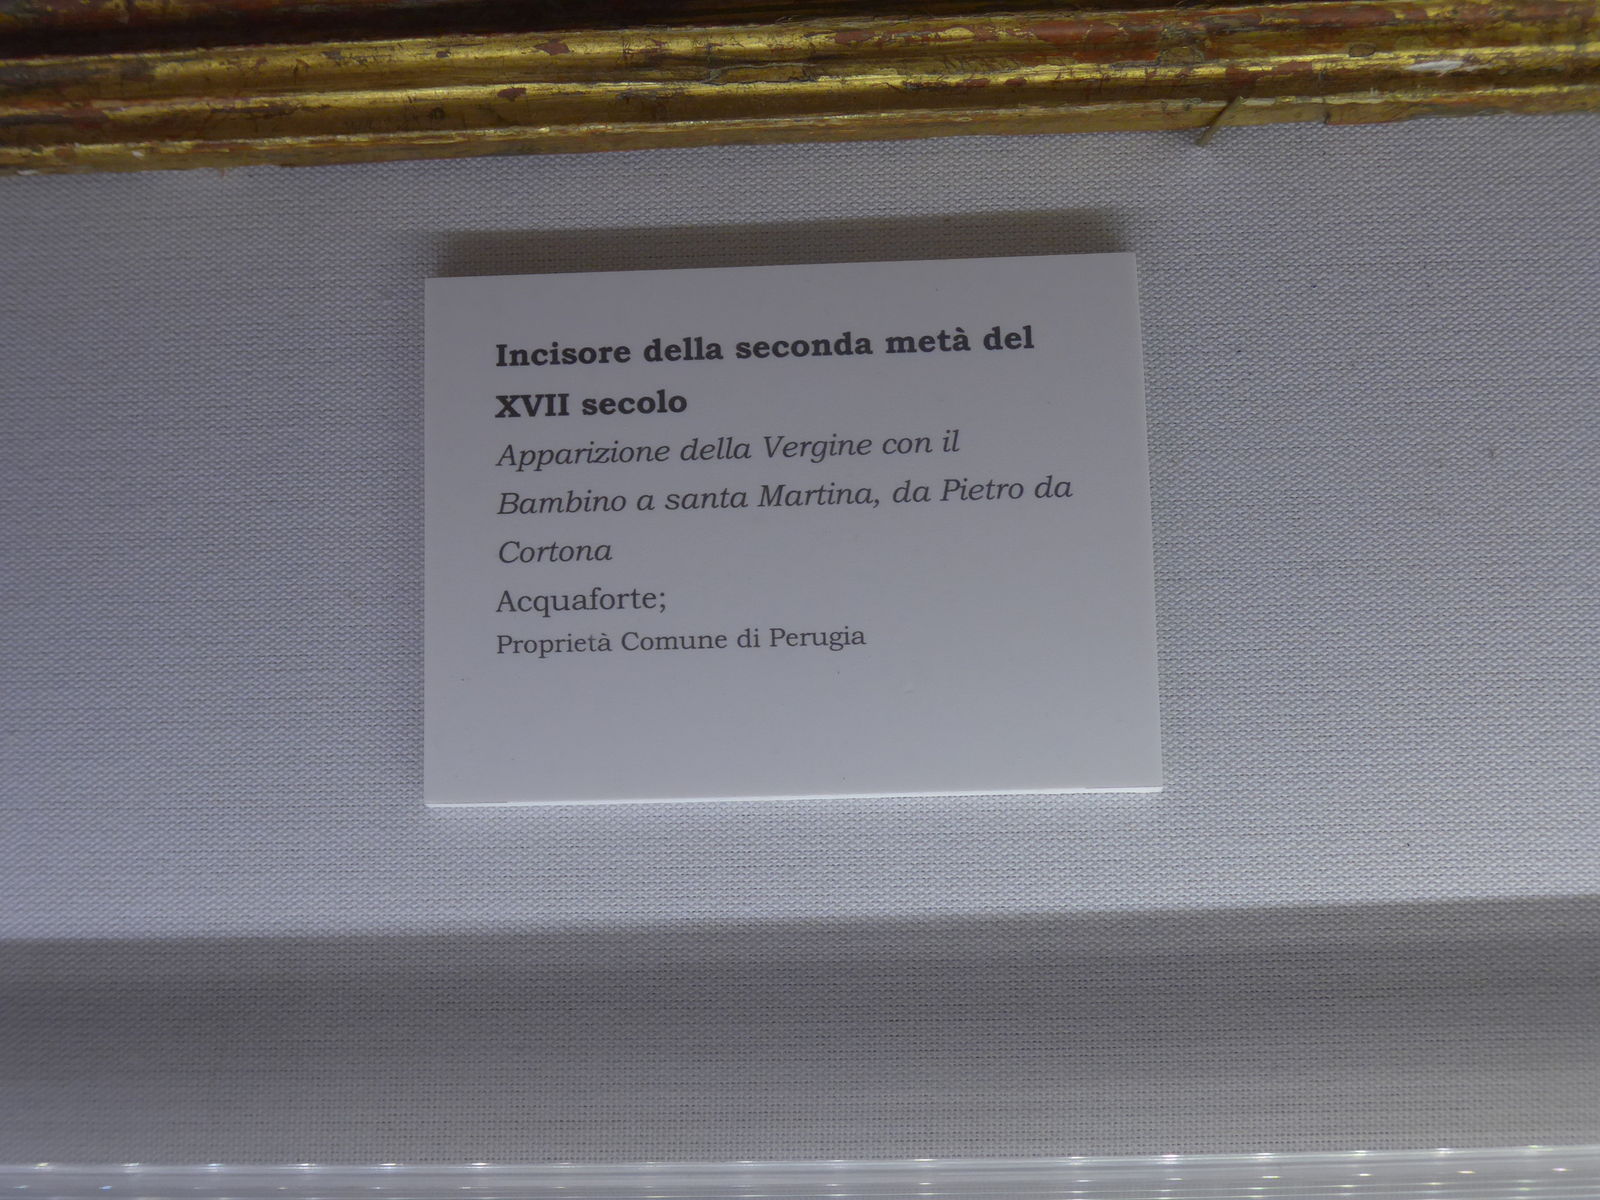 Incisore della seconda metà del
XVII secolo
Apparizione della Vergine con il
Bambino a santa Martina, da Pietro da
Cortona
Acquaforte;
Proprietà Comune di Perugia